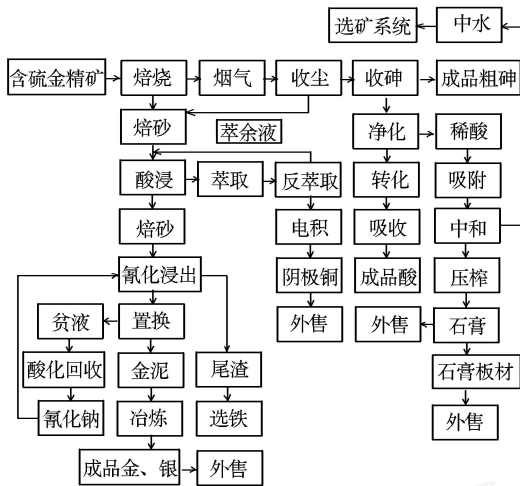 选矿系统
中水
含硫金精矿
焙烧
烟气
收尘
收砷
成品粗砷
焙砂
萃余液
净化
稀酸
酸浸
萃取
反萃取
转化
吸附
焙砂
电积
吸收
中和
氰化浸出
阴极铜
成品酸
压榨
贫液
置换
外售
外售
石膏
酸化回收
金泥
尾渣
石膏板材
氰化钠
冶炼
选铁
外售
成品金、银
外售